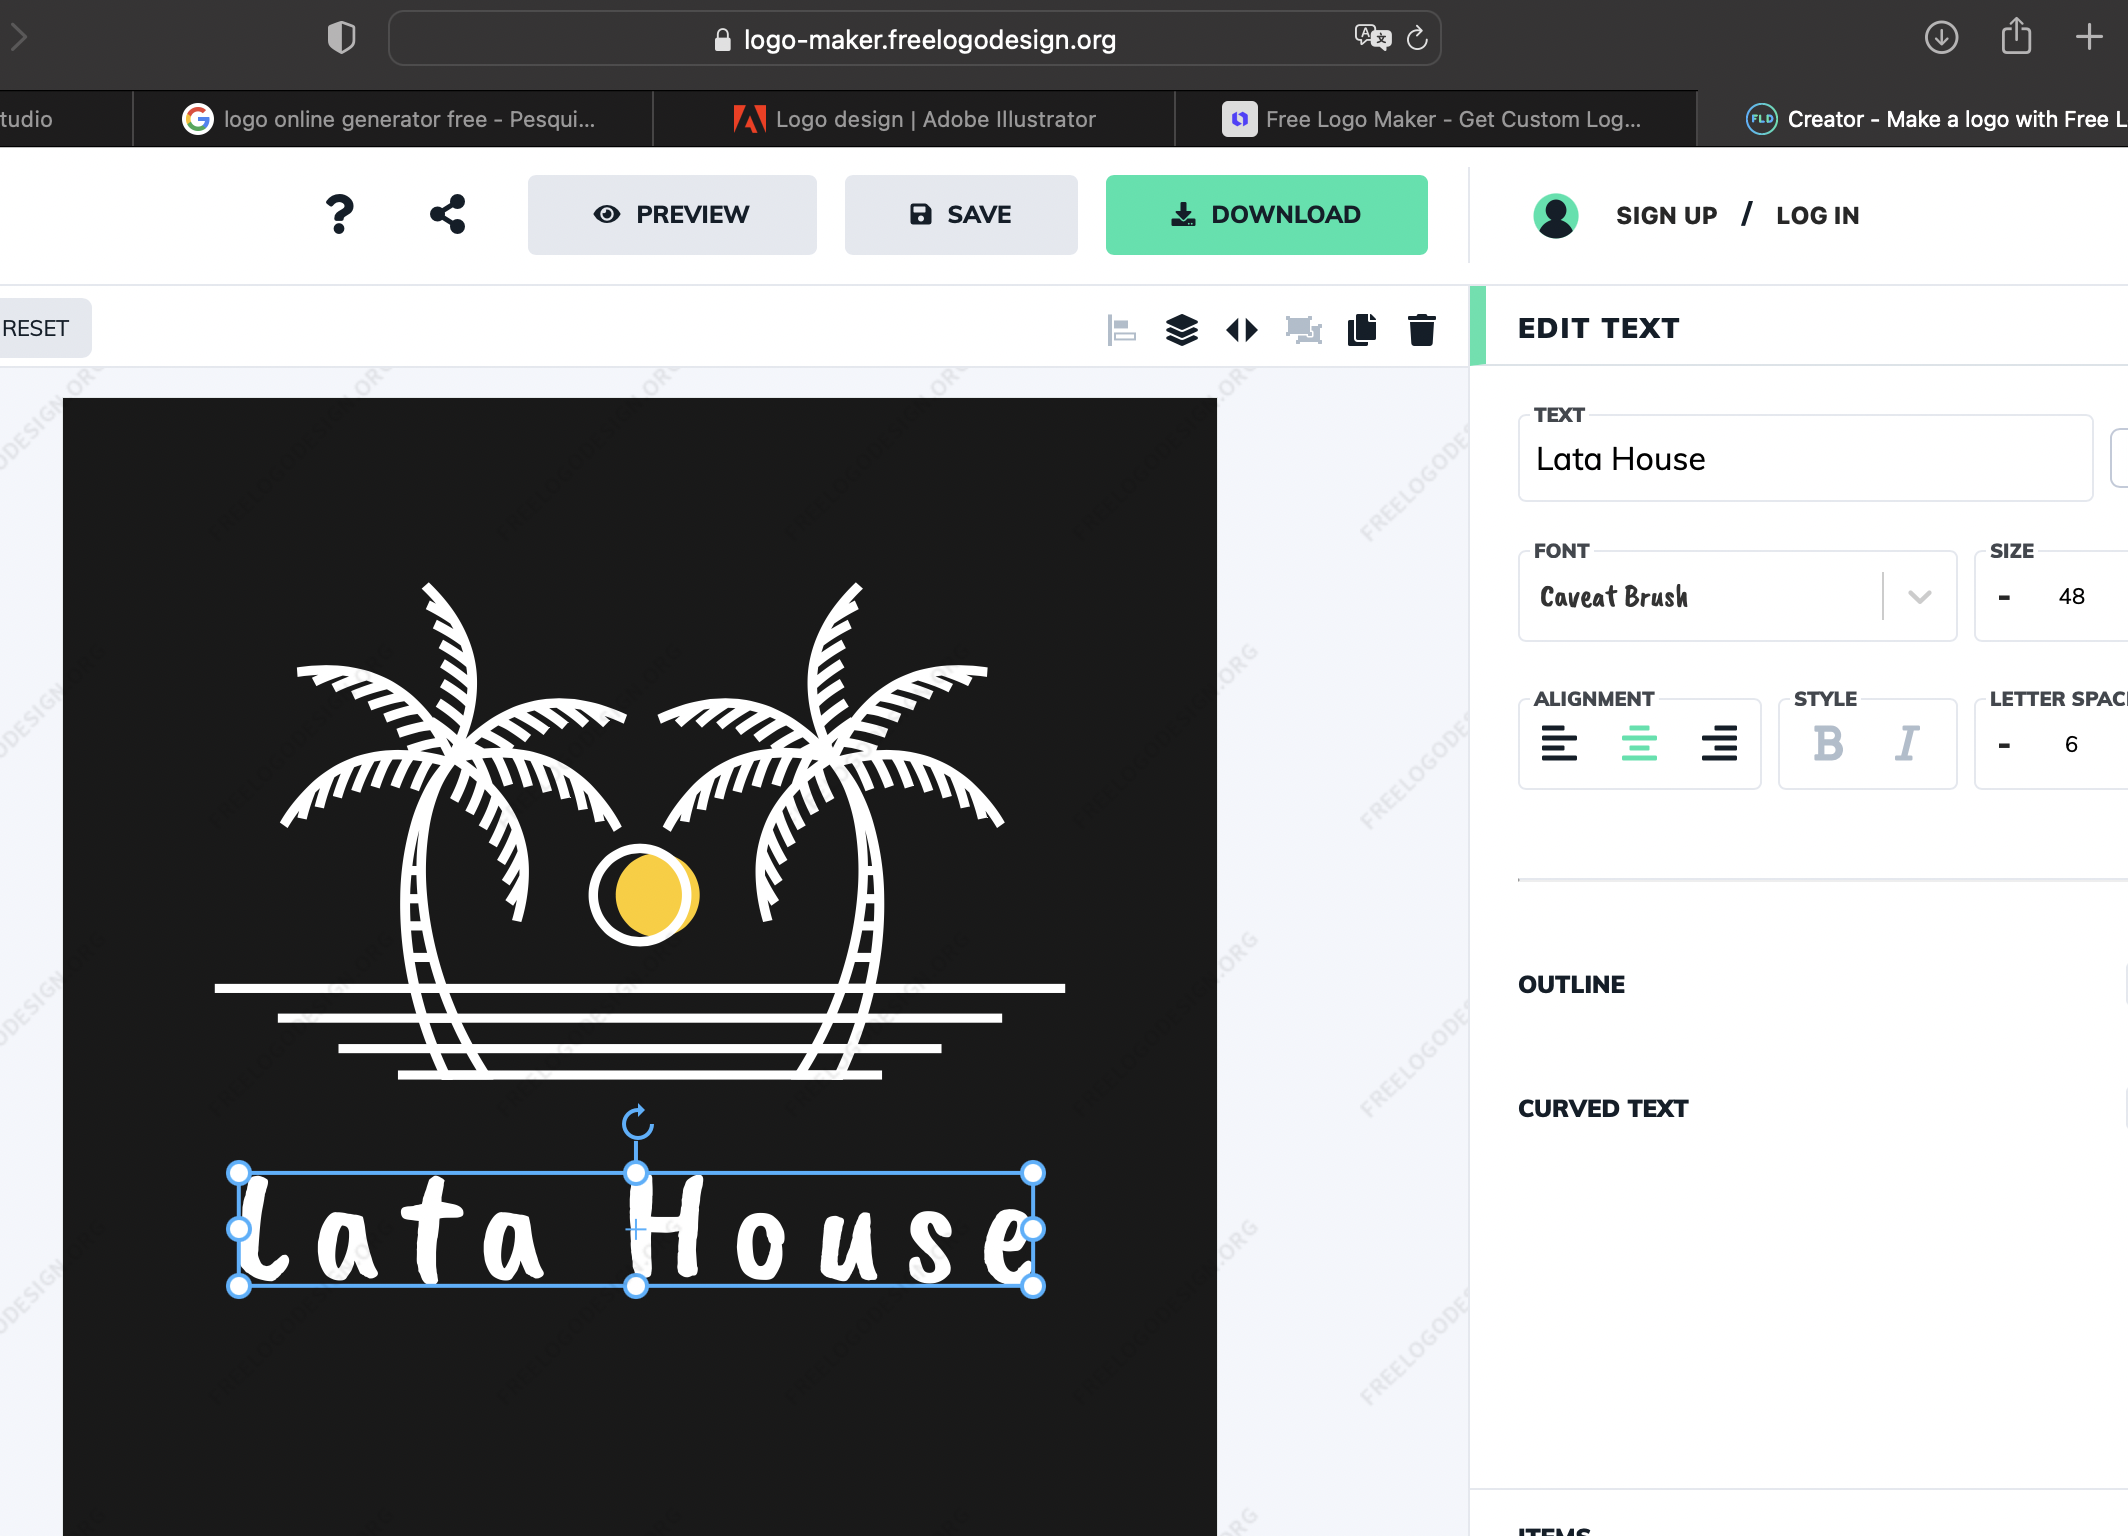 logo-maker.freelogodesign.org
tudio
logo online generator free - Pesqui...
Logo design | Adobe Illustrator
Free Logo Maker - Get Custom Log...
FLD
Creator - Make a logo with Free L
?
PREVIEW
SAVE
DOWNLOAD
SIGN UP / LOG IN
RESET
EDIT TEXT
TEXT
Lata House
FONT
Caveat Brush
SIZE
- 48
ALIGNMENT
STYLE
B I
LETTER SPAC
- 6
OUTLINE
CURVED TEXT
Lata House
ITEMS